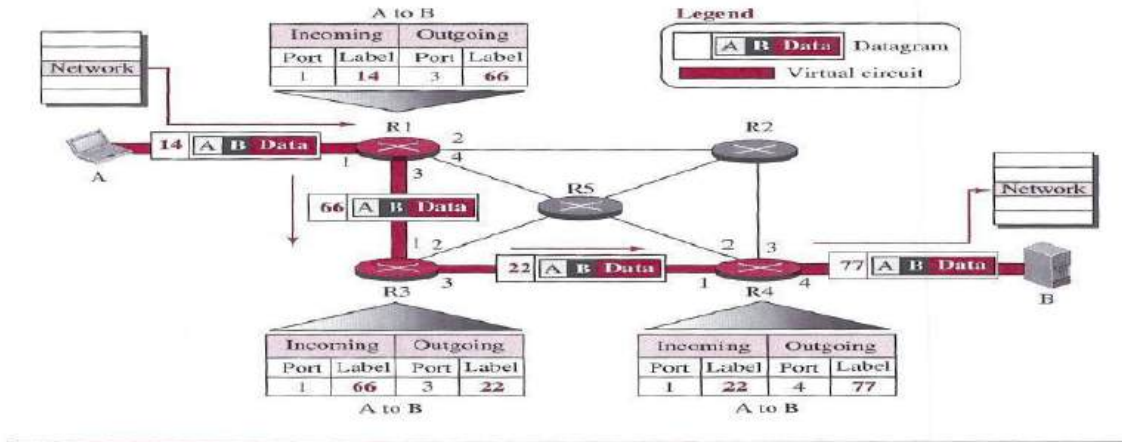 A to B
Incoming Outgoing
Port Label Port Label
1 14 3 66
Legend
A B Data Datagram
Virtual circuit
Network
R1
R2
14 A B Data
A
1
2
4
3
66 A B Data
R5
Network
1 2
3
R3
22 A B Data
2 3
1 4
R4
77 A B Data
B
Incoming Outgoing
Port Label Port Label
1 66 3 22
A to B
Incoming Outgoing
Port Label Port Label
1 22 4 77
A to B